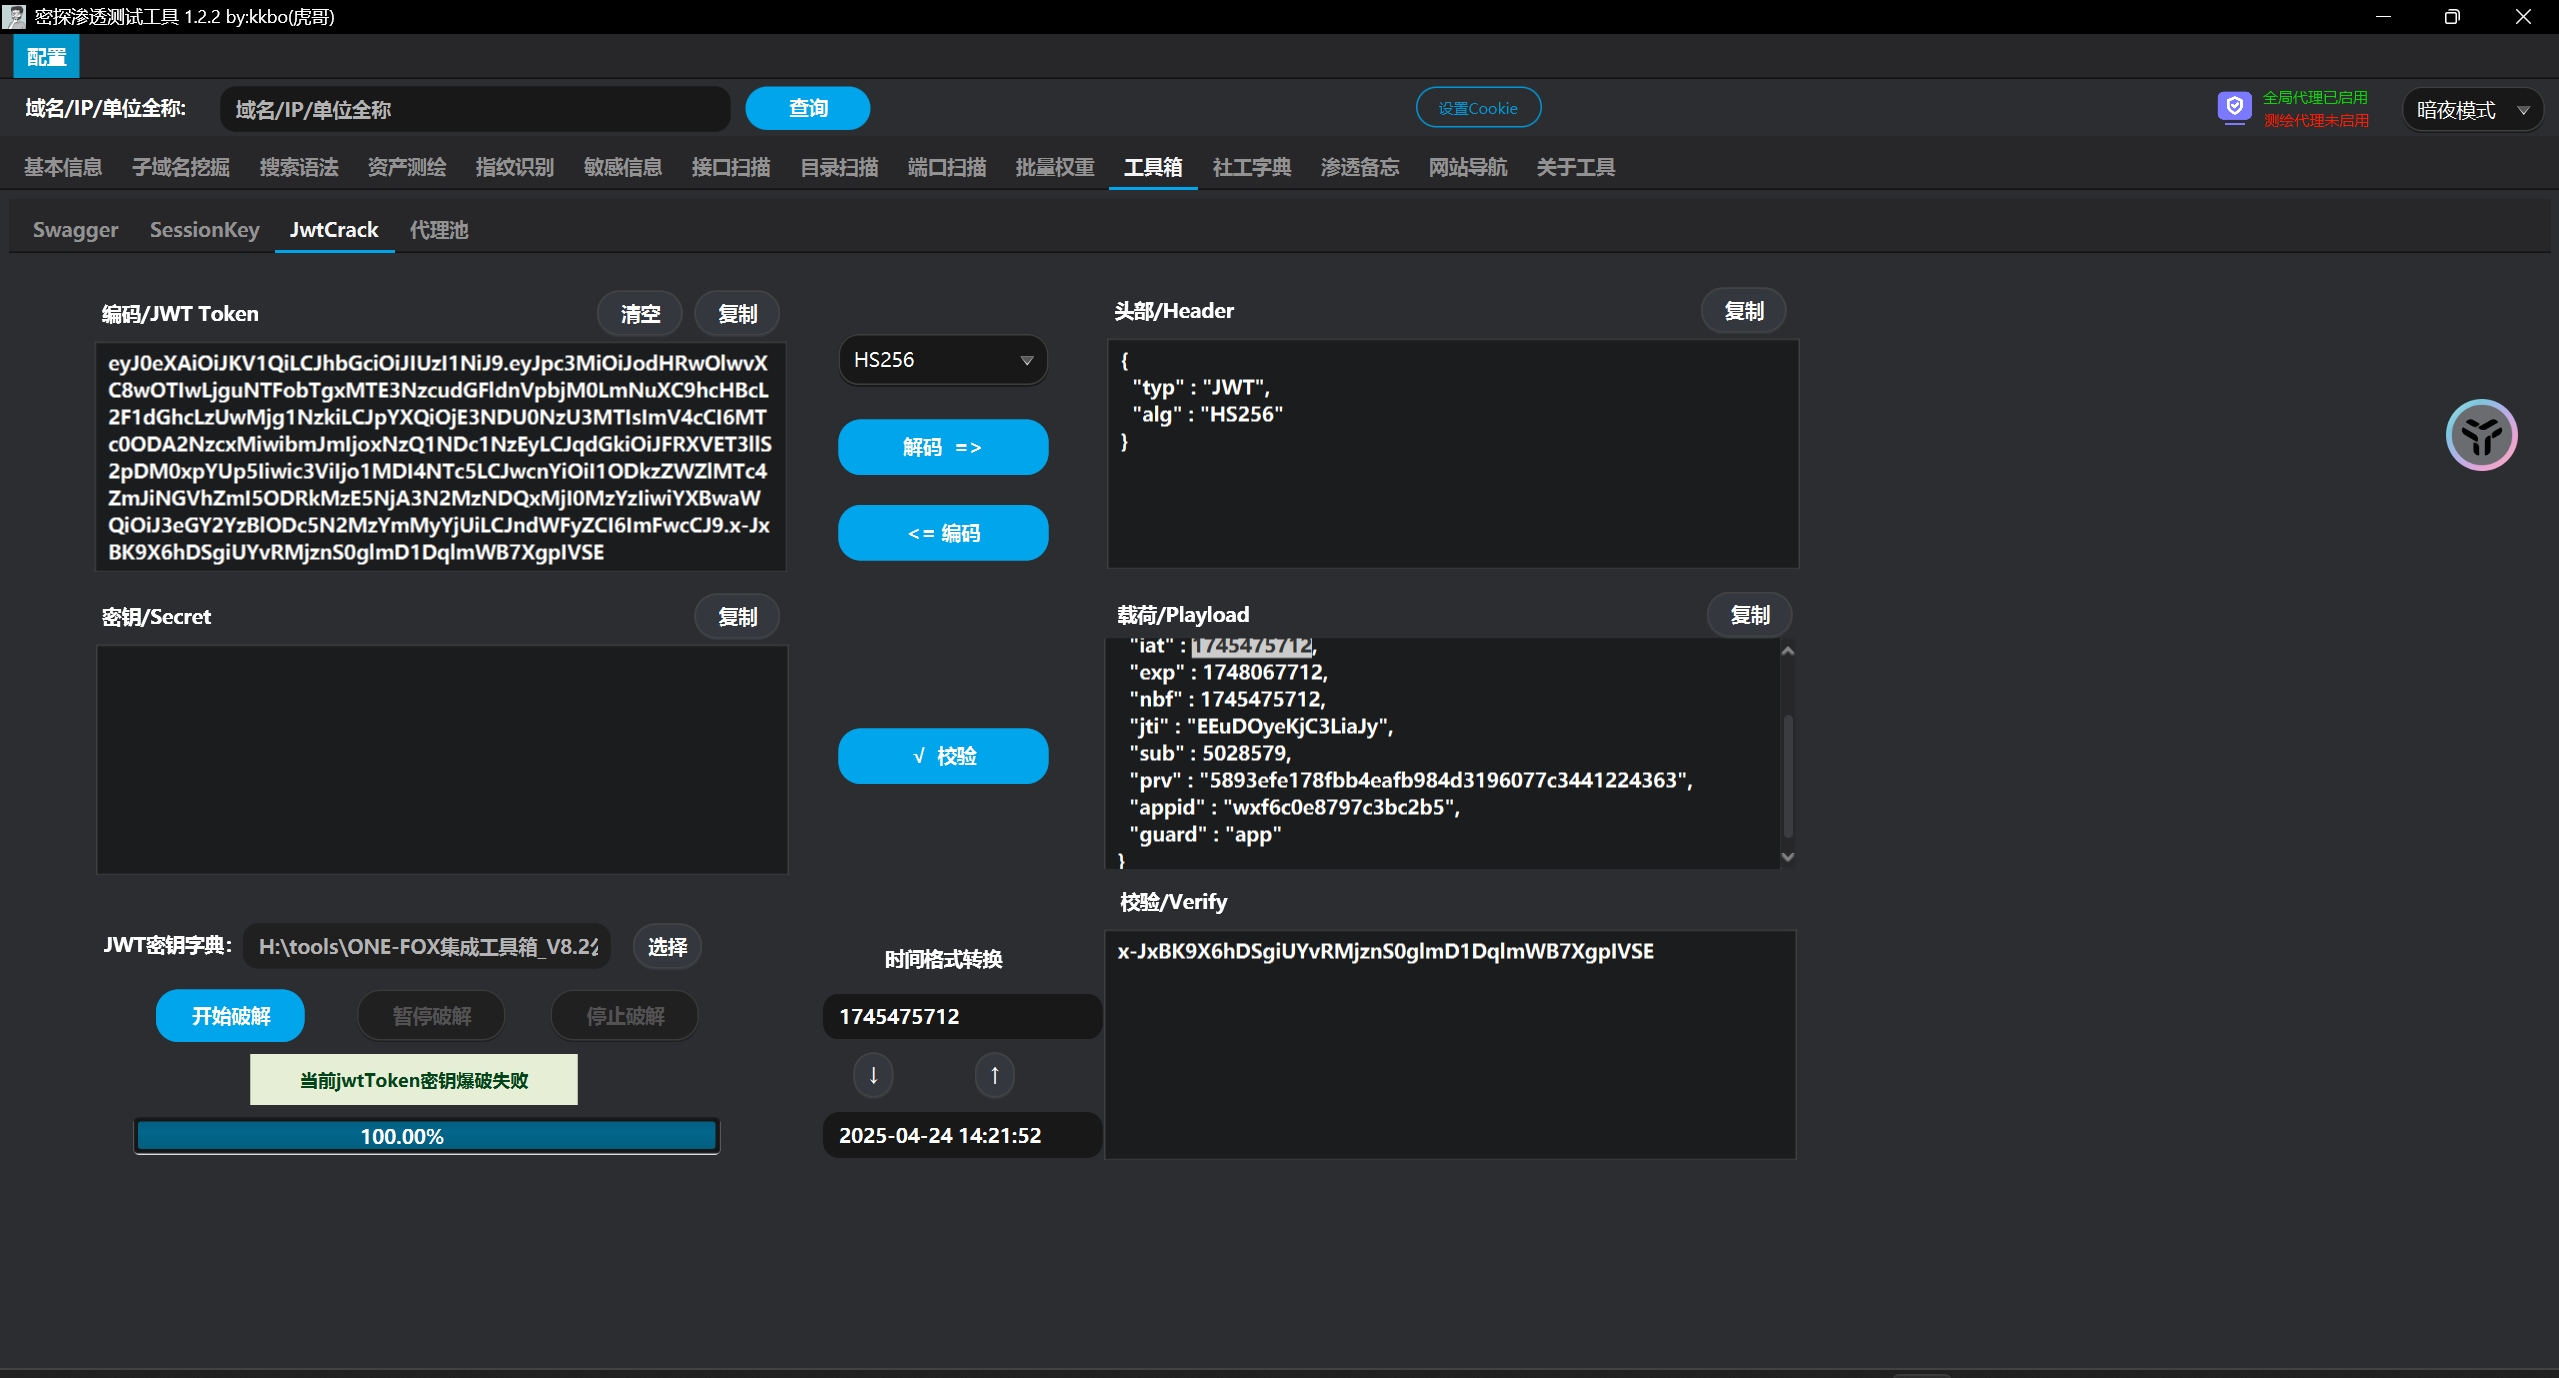 密探渗透测试工具 1.2.2 by:kkbo(虎哥)
配置
域名/IP/单位全称:
域名/IP/单位全称
查询
设置Cookie
全局代理已启用
测绘代理未启用
暗夜模式
基本信息 子域名挖掘 搜索语法 资产测绘 指纹识别 敏感信息 接口扫描 目录扫描 端口扫描 批量权重 工具箱 社工字典 渗透备忘 网站导航 关于工具
Swagger SessionKey JwtCrack 代理池
编码/JWT Token
清空
复制
eyJ0eXAiOiJKV1QiLCJhbGciOiJIUzI1NiJ9.eyJpc3MiOiJodHRwOlwvX
C8wOTIwLjguNTFobTgxMTE3NzcudGFldnVpbjM0LmNuXC9hcHBcL
2F1dGhcLzUwMjg1NzkiLCJpYXQiOjE3NDU0NzU3MTIsImV4cCI6MT
c0ODA2NzcxMiwibmJmIjoxNzQ1NDc1NzEyLCJqdGkiOiJFRXVET3llS
2pDM0xpYUp5Iiwic3ViIjo1MDI4NTc5LCJwcnYiOiI1ODkzZWZlMTc4
ZmJiNGVhZmI5ODRkMzE5NjA3N2MzNDQxMjI0MzYzIiwiYXBwaW
QiOiJ3eGY2YzBlODc5N2MzYmMyYjUiLCJndWFyZCI6ImFwcCJ9.x-Jx
BK9X6hDSgiUYvRMjznS0glmD1DqlmWB7XgpIVSE
HS256
解码 =>
<= 编码
头部/Header
复制
{
"typ" : "JWT",
"alg" : "HS256"
}
密钥/Secret
复制
√ 校验
载荷/Playload
复制
"iat" : 1745475712,
"exp" : 1748067712,
"nbf" : 1745475712,
"jti" : "EEuDOyeKjC3LiaJy",
"sub" : 5028579,
"prv" : "5893efe178fbb4eafb984d3196077c3441224363",
"appid" : "wxf6c0e8797c3bc2b5",
"guard" : "app"
}
JWT密钥字典:
H:\tools\ONE-FOX集成工具箱_V8.2
选择
开始破解
暂停破解
停止破解
当前jwtToken密钥爆破失败
100.00%
时间格式转换
1745475712
↓ ↑
2025-04-24 14:21:52
校验/Verify
x-JxBK9X6hDSgiUYvRMjznS0glmD1DqlmWB7XgpIVSE